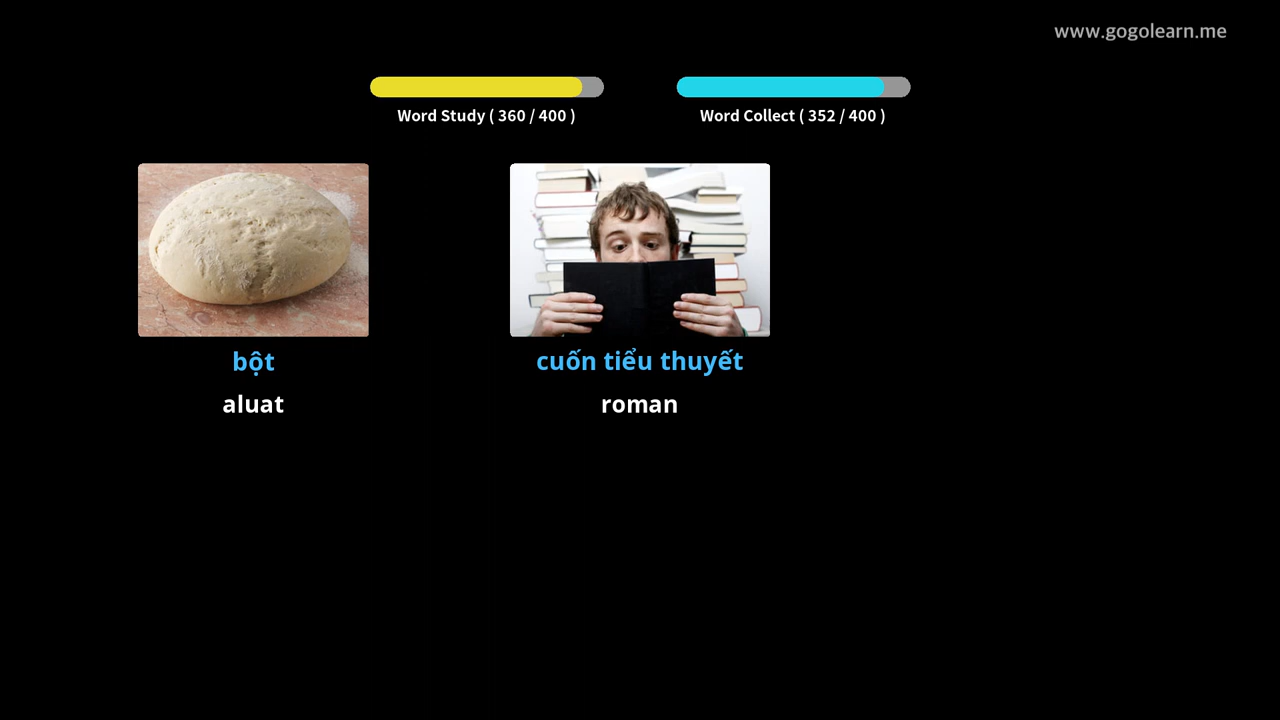 www.gogolearn.me
Word Study ( 360 / 400 )
Word Collect ( 352 / 400 )
bột
aluat
cuốn tiểu thuyết
roman